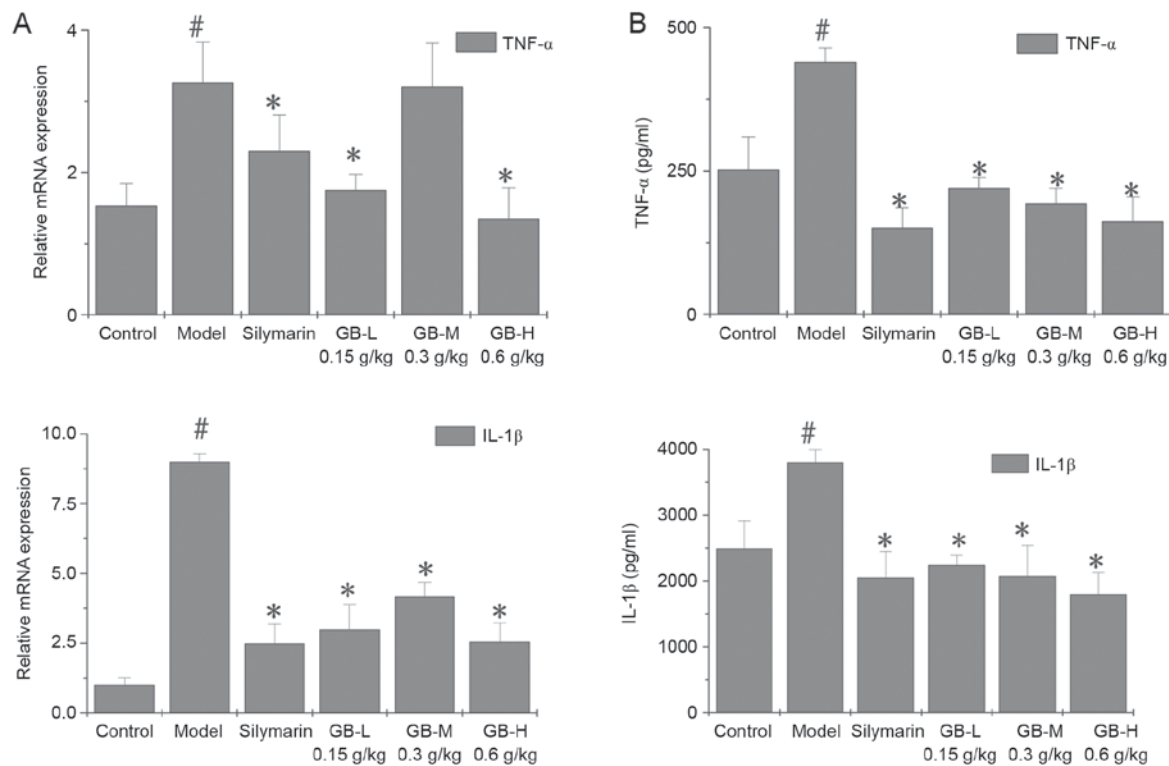 A
Relative mRNA expression
4
2
0
#
*
*
*
TNF-α
Control Model Silymarin GB-L GB-M GB-H
0.15 g/kg 0.3 g/kg 0.6 g/kg
B
TNF-α (pg/ml)
500
250
0
#
*
*
*
*
TNF-α
Control Model Silymarin GB-L GB-M GB-H
0.15 g/kg 0.3 g/kg 0.6 g/kg
Relative mRNA expression
10.0
7.5
5.0
2.5
0.0
#
*
*
*
*
IL-1β
Control Model Silymarin GB-L GB-M GB-H
0.15 g/kg 0.3 g/kg 0.6 g/kg
IL-1β (pg/ml)
4000
3000
2000
1000
0
#
*
*
*
*
IL-1β
Control Model Silymarin GB-L GB-M GB-H
0.15 g/kg 0.3 g/kg 0.6 g/kg